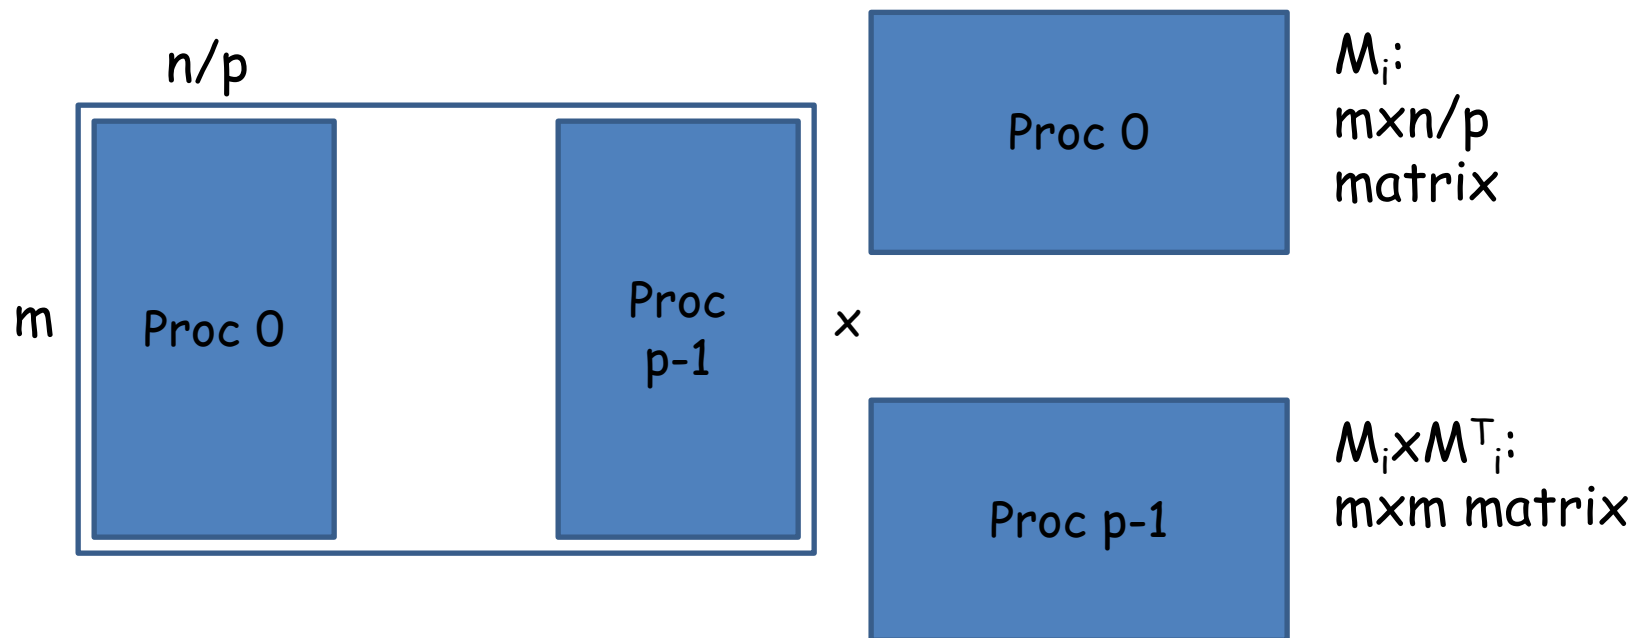 n/p
m
Proc 0
Proc
p-1
x
Proc 0
Mᵢ:
mxn/p
matrix
Proc p-1
MᵢxMᵀᵢ:
mxm matrix